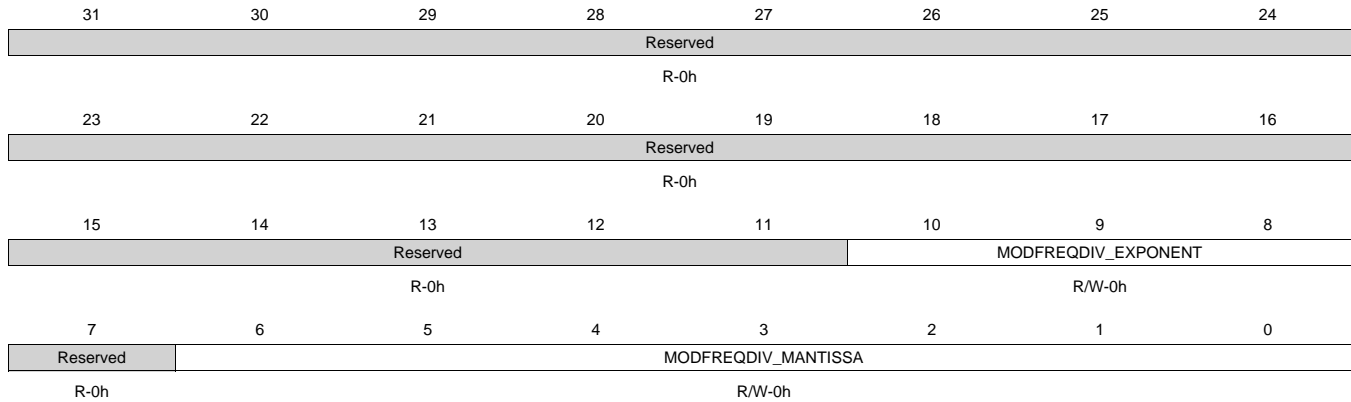 31 30 29 28 27 26 25 24
Reserved
R-0h
23 22 21 20 19 18 17 16
Reserved
R-0h
15 14 13 12 11 10 9 8
Reserved MODFREQDIV_EXPONENT
R-0h R/W-0h
7 6 5 4 3 2 1 0
Reserved MODFREQDIV_MANTISSA
R-0h R/W-0h